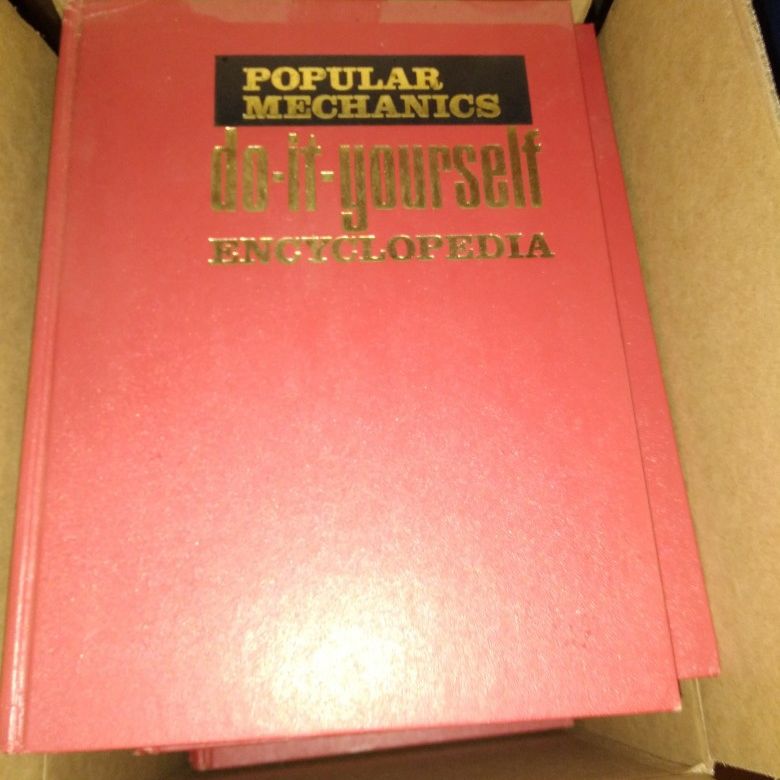 POPULAR
MECHANICS
do-it-yourself
ENCYCLOPEDIA